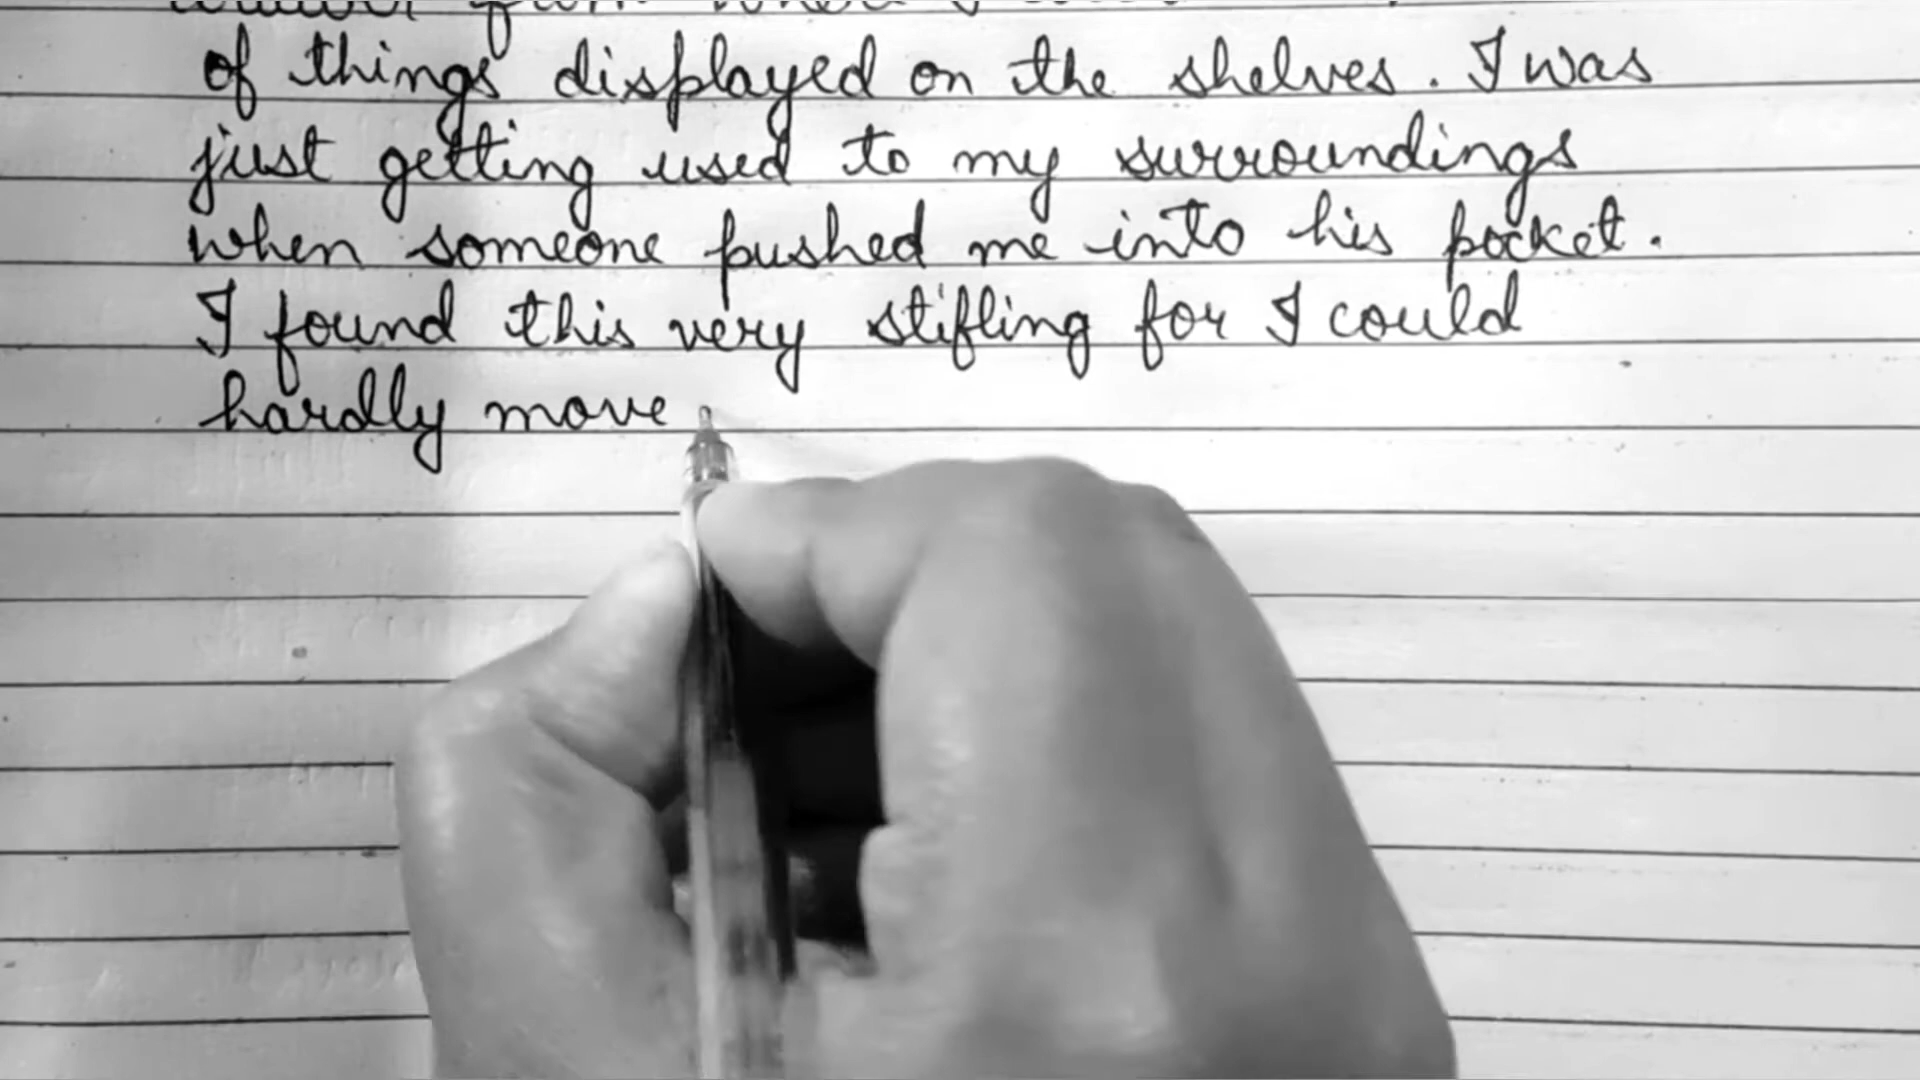 of things displayed on the shelves. I was
just getting used to my surroundings
when someone pushed me into his pocket.
I found this very stifling for I could
hardly move